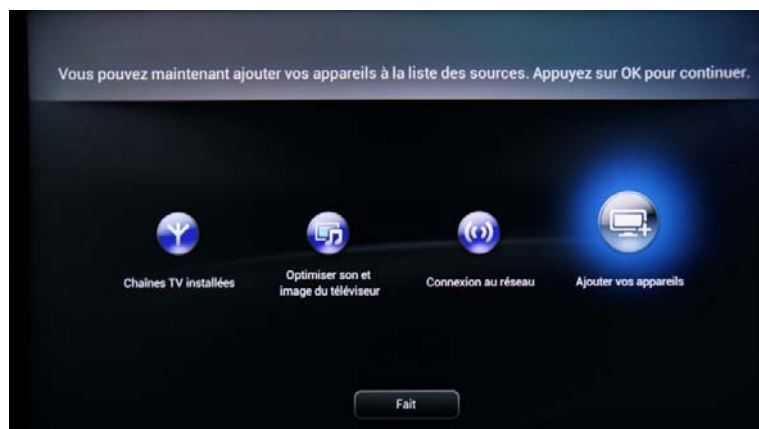 Vous pouvez maintenant ajouter vos appareils à la liste des sources. Appuyez sur OK pour continuer.
Chaînes TV installées
Optimiser son et
image du téléviseur
Connexion au réseau
Ajouter vos appareils
Fait